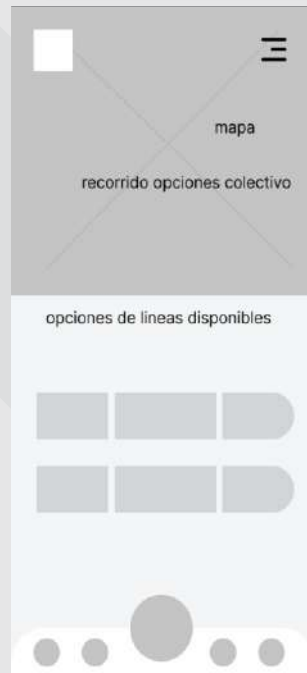 mapa
recorrido opciones colectivo
opciones de lineas disponibles